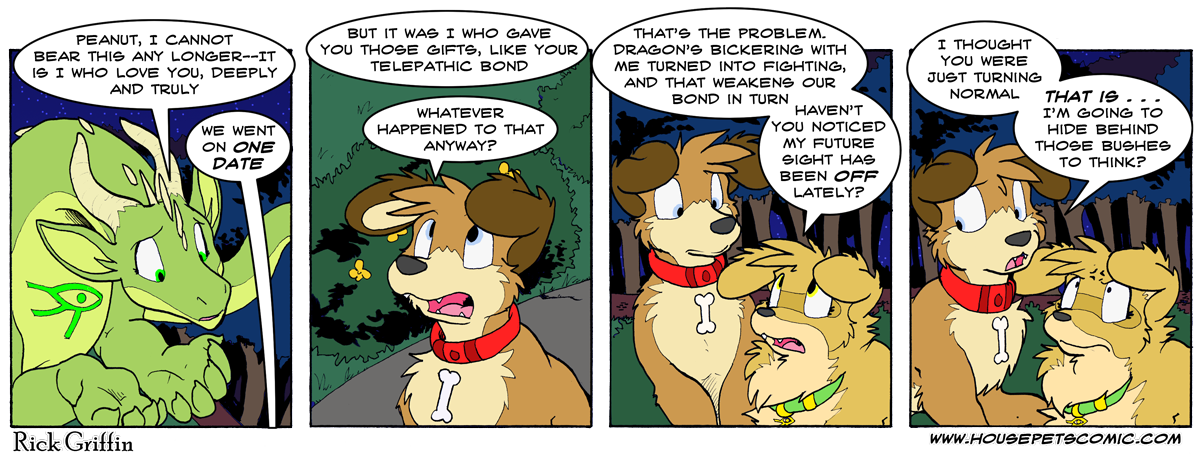 PEANUT, I CANNOT
BEAR THIS ANY LONGER--IT
IS I WHO LOVE YOU, DEEPLY
AND TRULY
WE WENT
ON ONE
DATE
BUT IT WAS I WHO GAVE
YOU THOSE GIFTS, LIKE YOUR
TELEPATHIC BOND
WHATEVER
HAPPENED TO THAT
ANYWAY?
THAT'S THE PROBLEM.
DRAGON'S BICKERING WITH
ME TURNED INTO FIGHTING,
AND THAT WEAKENS OUR
BOND IN TURN
HAVEN'T
YOU NOTICED
MY FUTURE
SIGHT HAS
BEEN OFF
LATELY?
I THOUGHT
YOU WERE
JUST TURNING
NORMAL
THAT IS . . .
I'M GOING TO
HIDE BEHIND
THOSE BUSHES
TO THINK?
Rick Griffin
WWW.HOUSEPETSCOMIC.COM